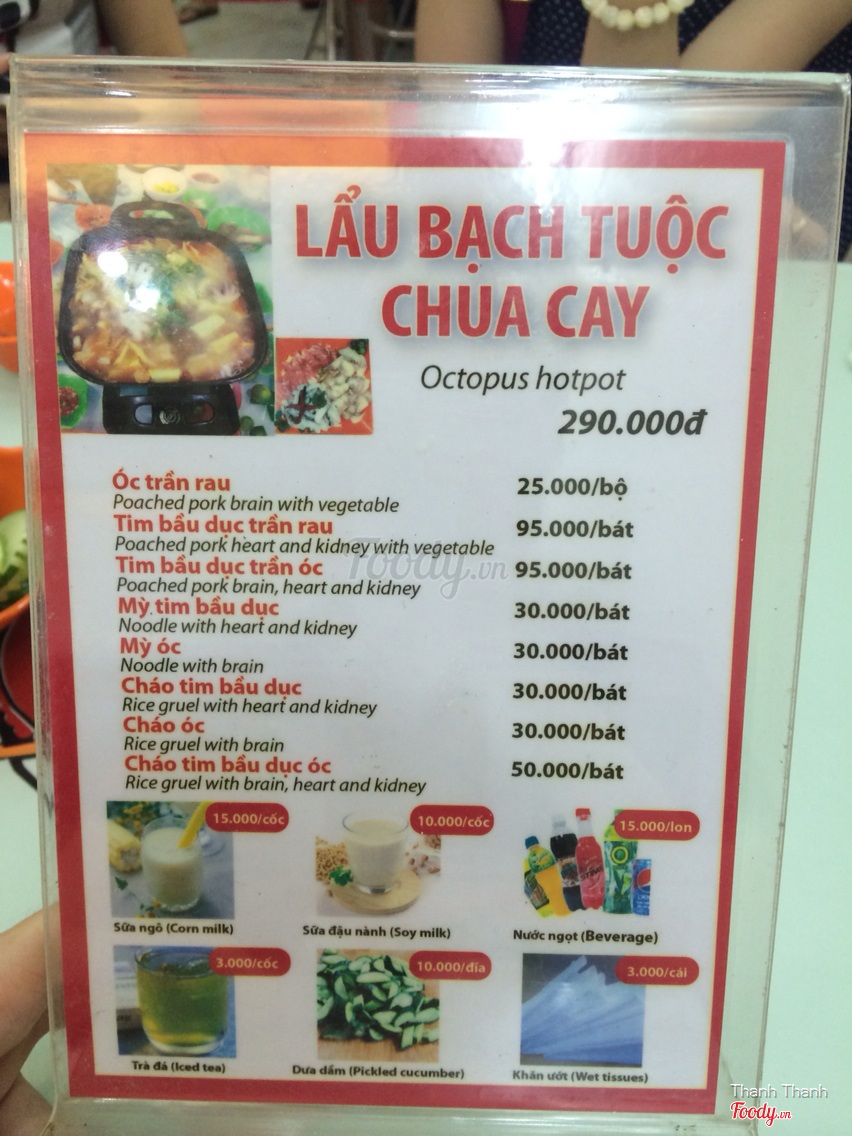 LẨU BẠCH TUỘC
CHUA CAY
Octopus hotpot
290.000đ
Óc trần rau 25.000/bộ
Poached pork brain with vegetable
Tim bầu dục trần rau 95.000/bát
Poached pork heart and kidney with vegetable
Tim bầu dục trần óc 95.000/bát
Poached pork brain, heart and kidney
Mỳ tim bầu dục 30.000/bát
Noodle with heart and kidney
Mỳ óc 30.000/bát
Noodle with brain
Cháo tim bầu dục 30.000/bát
Rice gruel with heart and kidney
Cháo óc 30.000/bát
Rice gruel with brain
Cháo tim bầu dục óc 50.000/bát
Rice gruel with brain, heart and kidney
15.000/cốc 10.000/cốc 15.000/lon
Sữa ngô (Corn milk) Sữa đậu nành (Soy milk) Nước ngọt (Beverage)
3.000/cốc 10.000/đĩa 3.000/cái
Trà đá (Iced tea) Dưa dầm (Pickled cucumber) Khăn ướt (Wet tissues)
Foody.vn
Thanh Thanh
Foody.vn